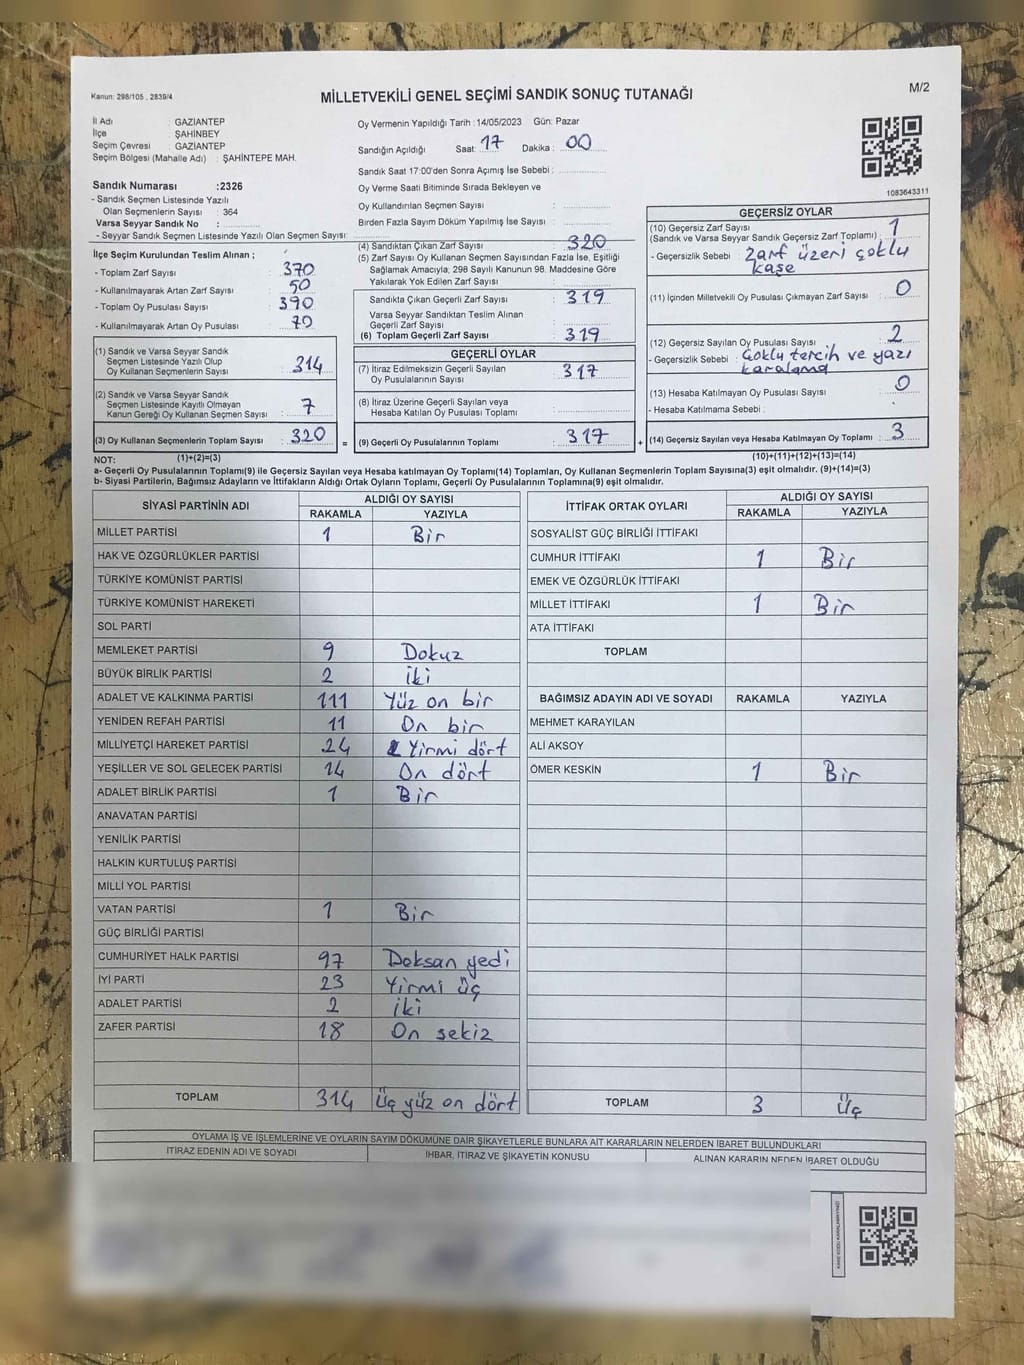 Kanun: 298/105 , 2839/4
MİLLETVEKİLİ GENEL SEÇİMİ SANDIK SONUÇ TUTANAĞI
M/2
İl Adı : GAZİANTEP
İlçe : ŞAHİNBEY
Seçim Çevresi : GAZİANTEP
Seçim Bölgesi (Mahalle Adı) : ŞAHİNTEPE MAH.
Sandık Numarası :2326
- Sandık Seçmen Listesinde Yazılı
Olan Seçmenlerin Sayısı : 364
Varsa Seyyar Sandık No :
- Seyyar Sandık Seçmen Listesinde Yazılı Olan Seçmen Sayısı:
Oy Vermenin Yapıldığı Tarih :14/05/2023 Gün: Pazar
Sandığın Açıldığı Saat: 17 Dakika : 00
Sandık Saat 17:00'den Sonra Açımış İse Sebebi :
Oy Verme Saati Bitiminde Sırada Bekleyen ve
Oy Kullandırılan Seçmen Sayısı :
Birden Fazla Sayım Döküm Yapılmış İse Sayısı :
1083643311
İlçe Seçim Kurulundan Teslim Alınan ;
- Toplam Zarf Sayısı : 370
- Kullanılmayarak Artan Zarf Sayısı : 50
- Toplam Oy Pusulası Sayısı : 390
- Kullanılmayarak Artan Oy Pusulası : 70
(1) Sandık ve Varsa Seyyar Sandık
Seçmen Listesinde Yazılı Olup
Oy Kullanan Seçmenlerin Sayısı : 314
(2) Sandık ve Varsa Seyyar Sandık
Seçmen Listesinde Kayıtlı Olmayan
Kanun Gereği Oy Kullanan Seçmen Sayısı : 7
(3) Oy Kullanan Seçmenlerin Toplam Sayısı : 320 =
(4) Sandıktan Çıkan Zarf Sayısı : 320
(5) Zarf Sayısı Oy Kullanan Seçmen Sayısından Fazla İse, Eşitliği
Sağlamak Amacıyla, 298 Sayılı Kanunun 98. Maddesine Göre
Yakılarak Yok Edilen Zarf Sayısı :
Sandıkta Çıkan Geçerli Zarf Sayısı : 319
Varsa Seyyar Sandıktan Teslim Alınan
Geçerli Zarf Sayısı :
(6) Toplam Geçerli Zarf Sayısı : 319
GEÇERLİ OYLAR
(7) İtiraz Edilmeksizin Geçerli Sayılan
Oy Pusulalarının Sayısı : 317
(8) İtiraz Üzerine Geçerli Sayılan veya
Hesaba Katılan Oy Pusulası Toplamı :
(9) Geçerli Oy Pusulalarının Toplamı : 317 +
GEÇERSİZ OYLAR
(10) Geçersiz Zarf Sayısı : 1
(Sandık ve Varsa Seyyar Sandık Geçersiz Zarf Toplamı)
- Geçersizlik Sebebi : Zarf üzeri çoklu
kaşe
(11) İçinden Milletvekili Oy Pusulası Çıkmayan Zarf Sayısı : 0
(12) Geçersiz Sayılan Oy Pusulası Sayısı : 2
- Geçersizlik Sebebi : Çoklu tercih ve yazı
karalama
(13) Hesaba Katılmayan Oy Pusulası Sayısı : 0
- Hesaba Katılmama Sebebi :
(14) Geçersiz Sayılan veya Hesaba Katılmayan Oy Toplamı : 3
NOT: (1)+(2)=(3) (10)+(11)+(12)+(13)=(14)
a- Geçerli Oy Pusulalarının Toplamı(9) ile Geçersiz Sayılan veya Hesaba katılmayan Oy Toplamı(14) Toplamları, Oy Kullanan Seçmenlerin Toplam Sayısına(3) eşit olmalıdır. (9)+(14)=(3)
b- Siyasi Partilerin, Bağımsız Adayların ve İttifakların Aldığı Ortak Oyların Toplamı, Geçerli Oy Pusulalarının Toplamına(9) eşit olmalıdır.
SİYASİ PARTİNİN ADI ALDIĞI OY SAYISI
RAKAMLA YAZIYLA
MİLLET PARTİSİ 1 Bir
HAK VE ÖZGÜRLÜKLER PARTİSİ
TÜRKİYE KOMÜNİST PARTİSİ
TÜRKİYE KOMÜNİST HAREKETİ
SOL PARTİ
MEMLEKET PARTİSİ 9 Dokuz
BÜYÜK BİRLİK PARTİSİ 2 iki
ADALET VE KALKINMA PARTİSİ 111 Yüz on bir
YENİDEN REFAH PARTİSİ 11 On bir
MİLLİYETÇİ HAREKET PARTİSİ 24 Yirmi dört
YEŞİLLER VE SOL GELECEK PARTİSİ 14 On dört
ADALET BİRLİK PARTİSİ 1 Bir
ANAVATAN PARTİSİ
YENİLİK PARTİSİ
HALKIN KURTULUŞ PARTİSİ
MİLLİ YOL PARTİSİ
VATAN PARTİSİ 1 Bir
GÜÇ BİRLİĞİ PARTİSİ
CUMHURİYET HALK PARTİSİ 97 Doksan yedi
İYİ PARTİ 23 Yirmi üç
ADALET PARTİSİ 2 iki
ZAFER PARTİSİ 18 On sekiz
TOPLAM 314 Üç yüz on dört
İTTİFAK ORTAK OYLARI ALDIĞI OY SAYISI
RAKAMLA YAZIYLA
SOSYALİST GÜÇ BİRLİĞİ İTTİFAKI
CUMHUR İTTİFAKI 1 Bir
EMEK VE ÖZGÜRLÜK İTTİFAKI
MİLLET İTTİFAKI 1 Bir
ATA İTTİFAKI
TOPLAM
BAĞIMSIZ ADAYIN ADI VE SOYADI RAKAMLA YAZIYLA
MEHMET KARAYILAN
ALİ AKSOY
ÖMER KESKİN 1 Bir
TOPLAM 3 Üç
OYLAMA İŞ VE İŞLEMLERİNE VE OYLARIN SAYIM DÖKÜMÜNE DAİR ŞİKAYETLERLE BUNLARA AİT KARARLARIN NELERDEN İBARET BULUNDUKLARI
İTİRAZ EDENİN ADI VE SOYADI İHBAR, İTİRAZ VE ŞİKAYETİN KONUSU ALINAN KARARIN NEDEN İBARET OLDUĞU